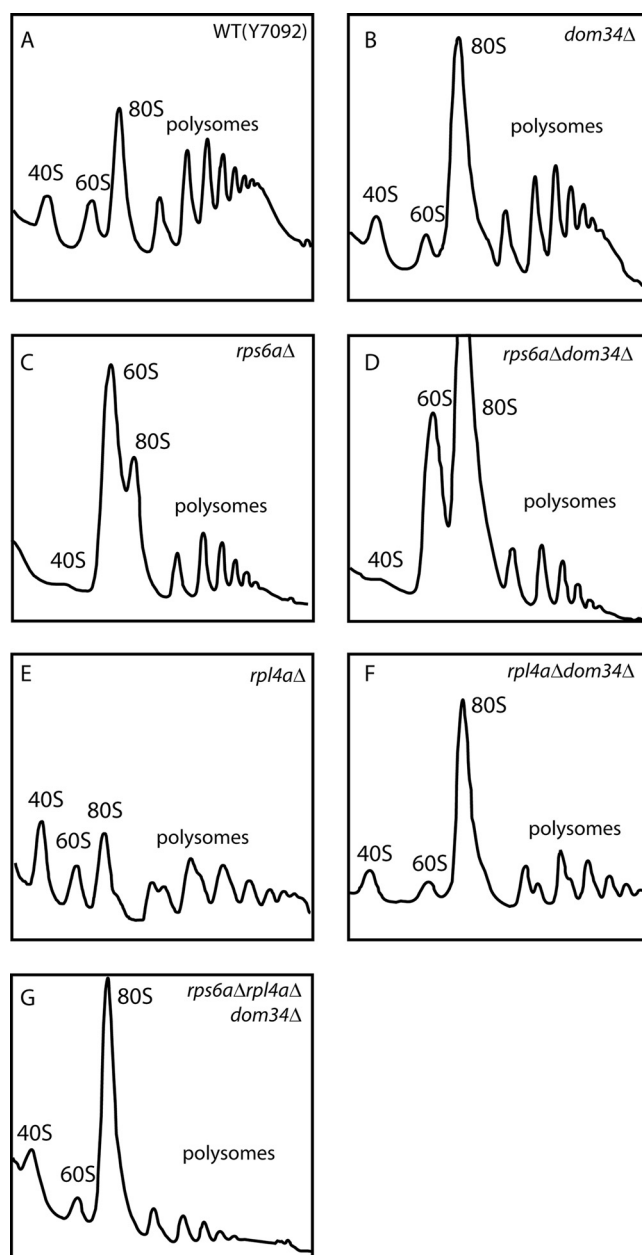 A
WT(Y7092)
40S
60S
80S
polysomes
B
dom34Δ
40S
60S
80S
polysomes
C
rps6aΔ
40S
60S
80S
polysomes
D
rps6aΔdom34Δ
40S
60S
80S
polysomes
E
rpl4aΔ
40S
60S
80S
polysomes
F
rpl4aΔdom34Δ
40S
60S
80S
polysomes
G
rps6aΔrpl4aΔ
dom34Δ
40S
60S
80S
polysomes